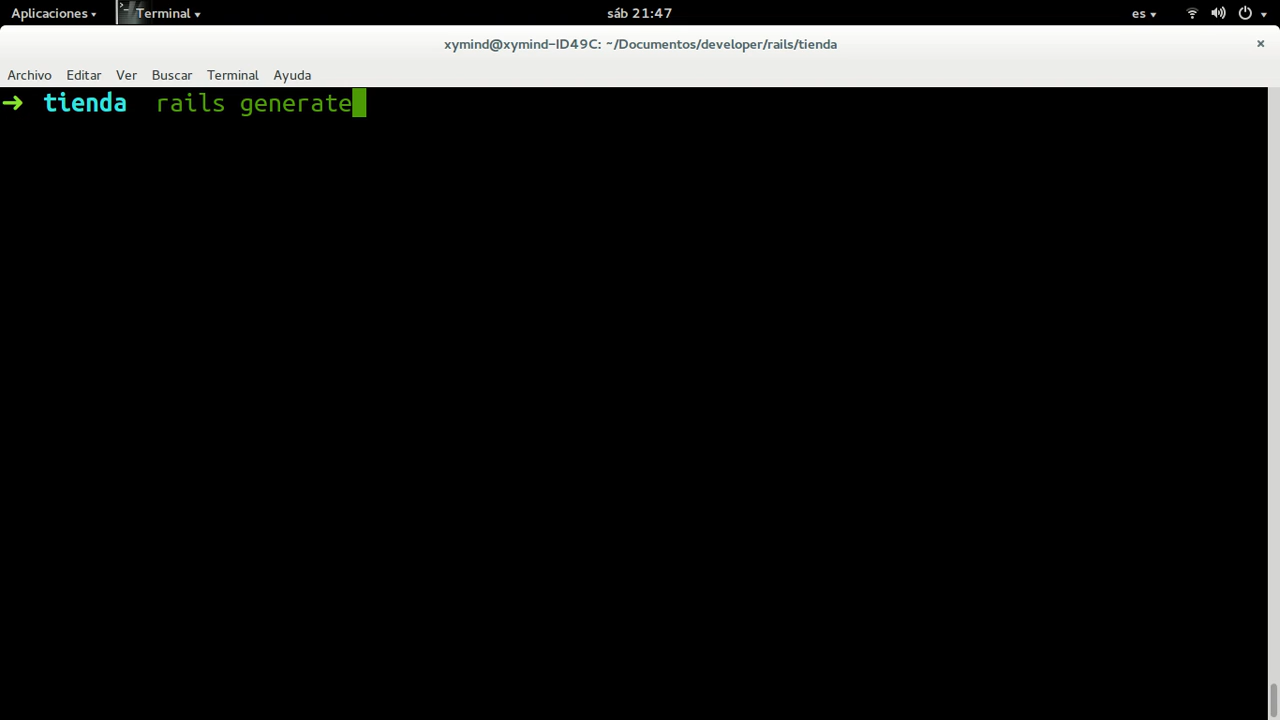 Aplicaciones Terminal sáb 21:47 es
xymind@xymind-ID49C: ~/Documentos/developer/rails/tienda ×
Archivo Editar Ver Buscar Terminal Ayuda
➜ tienda rails generate